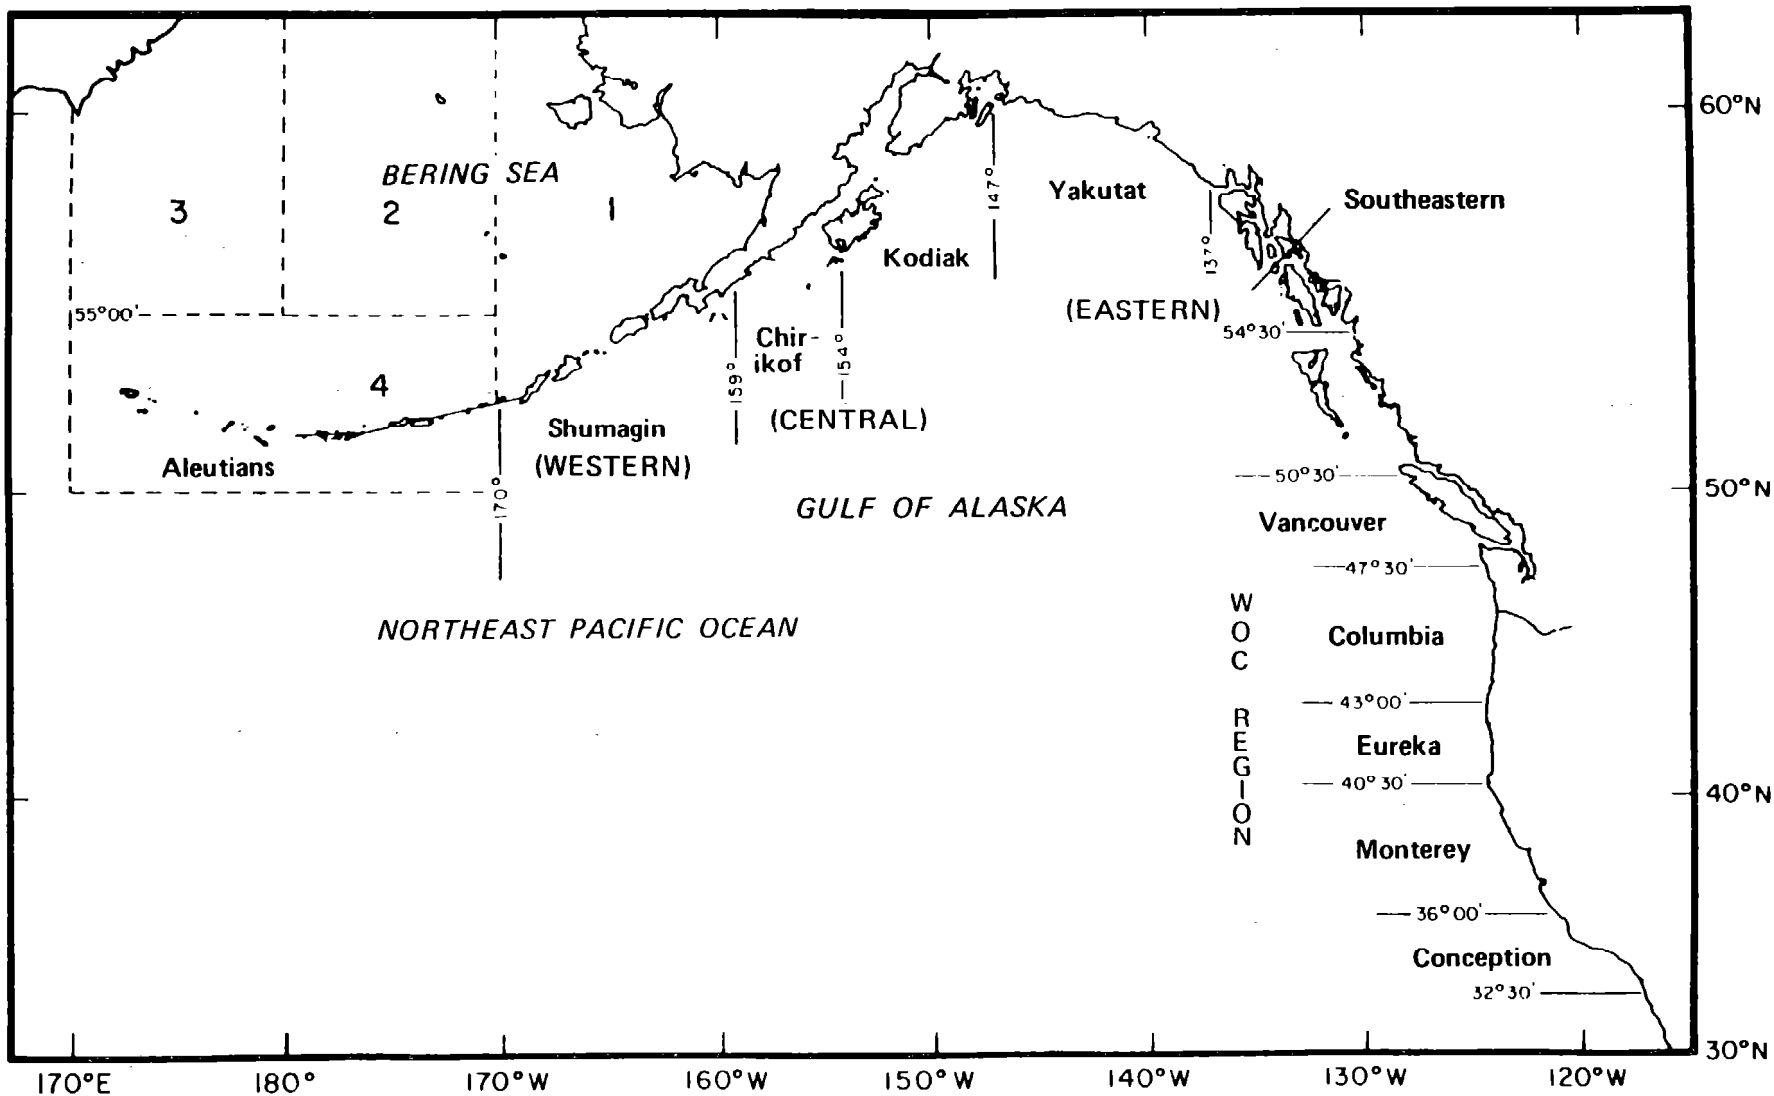 60°N
BERING SEA
3
2
1
147°
Yakutat
Southeastern
137°
Kodiak
(EASTERN)
55°00'
54°30'
Chir-
ikof
159°
154°
4
(CENTRAL)
Shumagin
(WESTERN)
Aleutians
170°
50°30'
50°N
GULF OF ALASKA
Vancouver
47°30'
WOC REGION
NORTHEAST PACIFIC OCEAN
Columbia
43°00'
Eureka
40°30'
40°N
Monterey
36°00'
Conception
32°30'
30°N
170°E
180°
170°W
160°W
150°W
140°W
130°W
120°W